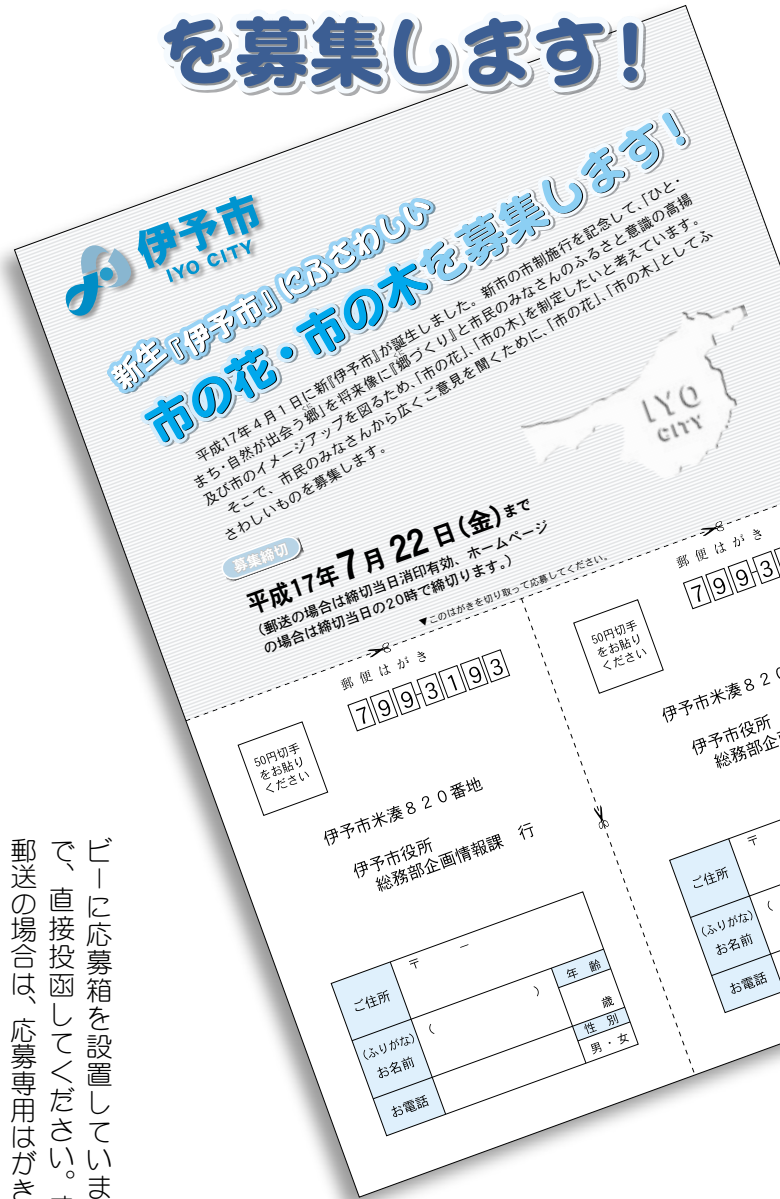 を募集します!
伊予市
IYO CITY
新生『伊予市』にふさわしい
市の花・市の木を募集します!
平成17年4月1日に新『伊予市』が誕生しました。新市の市制施行を記念して、「ひと・
まち・自然が出会う郷」を将来像に『郷づくり』と市民のみなさんのふるさと意識の高揚
及び市のイメージアップを図るため、「市の花」、「市の木」を制定したいと考えています。
そこで、市民のみなさんから広くご意見を聞くために、「市の花」、「市の木」としてふ
さわしいものを募集します。
IYO
CITY
募集締切
平成17年7月22日(金)まで
(郵送の場合は締切当日消印有効、ホームページ
の場合は締切当日の20時で締切ります。)
▼このはがきを切り取って応募してください。
郵便はがき
799-3193
50円切手
をお貼り
ください
伊予市米湊820番地
伊予市役所
総務部企画情報課 行
ご住所
〒 －
年齢
歳
(ふりがな)
お名前
( )
性別
男・女
お電話
郵便はがき
799-3
50円切手
をお貼り
ください
伊予市米湊820
伊予市役所
総務部企
ご住所
〒
(ふりがな)
お名前
(
お電話
ビーに応募箱を設置していま
で、直接投函してください。
郵送の場合は、応募専用はがき